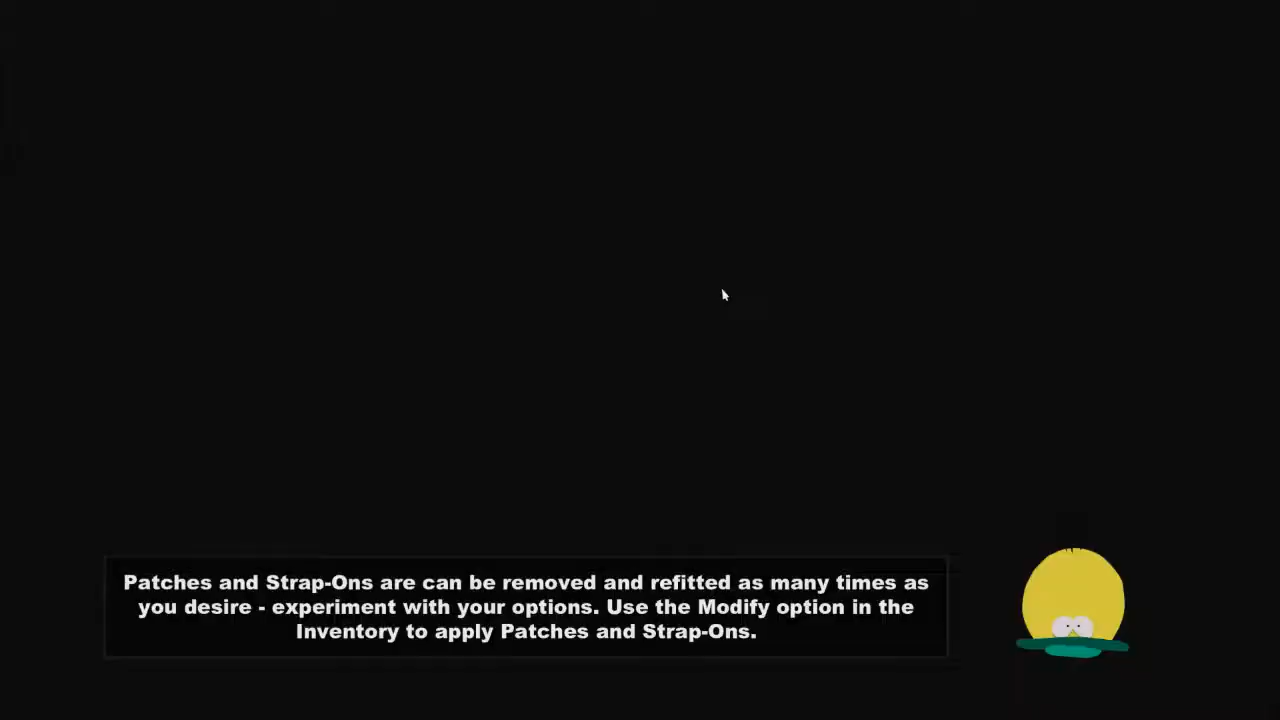 Patches and Strap-Ons are can be removed and refitted as many times as
you desire - experiment with your options. Use the Modify option in the
Inventory to apply Patches and Strap-Ons.